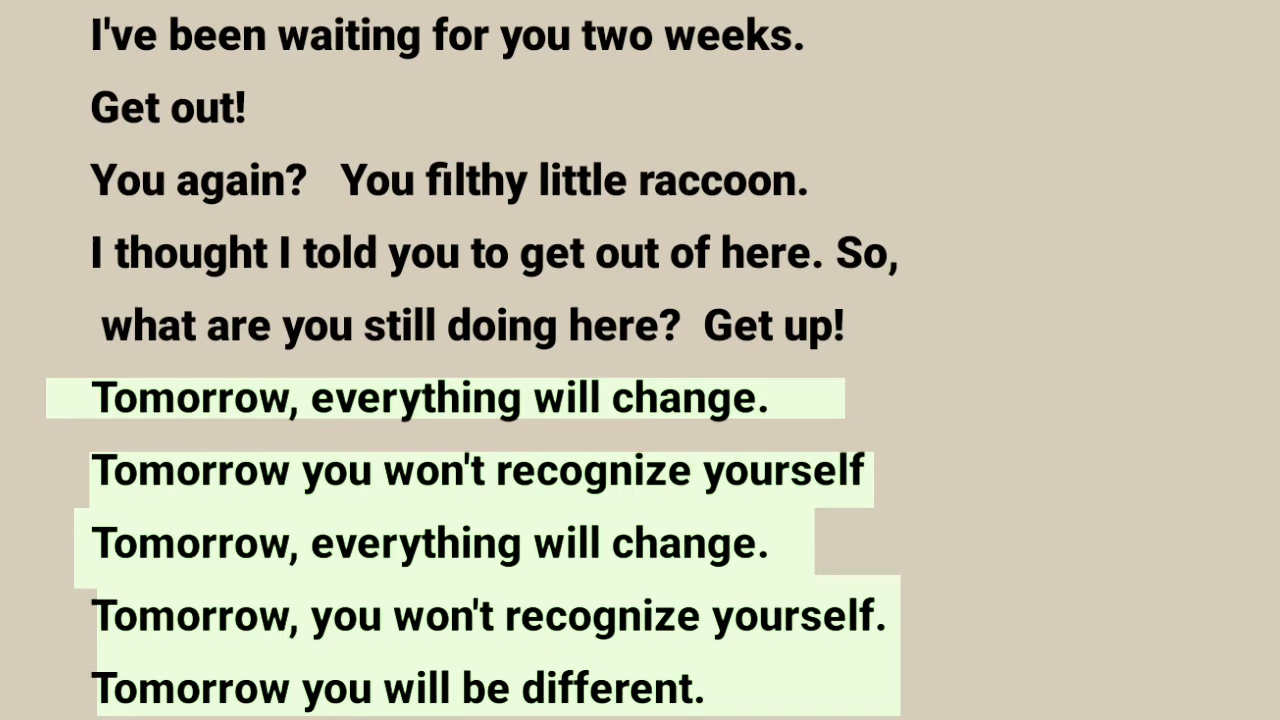 I've been waiting for you two weeks.
Get out!
You again?   You filthy little raccoon.
I thought I told you to get out of here. So,
what are you still doing here?  Get up!
Tomorrow, everything will change.
Tomorrow you won't recognize yourself
Tomorrow, everything will change.
Tomorrow, you won't recognize yourself.
Tomorrow you will be different.